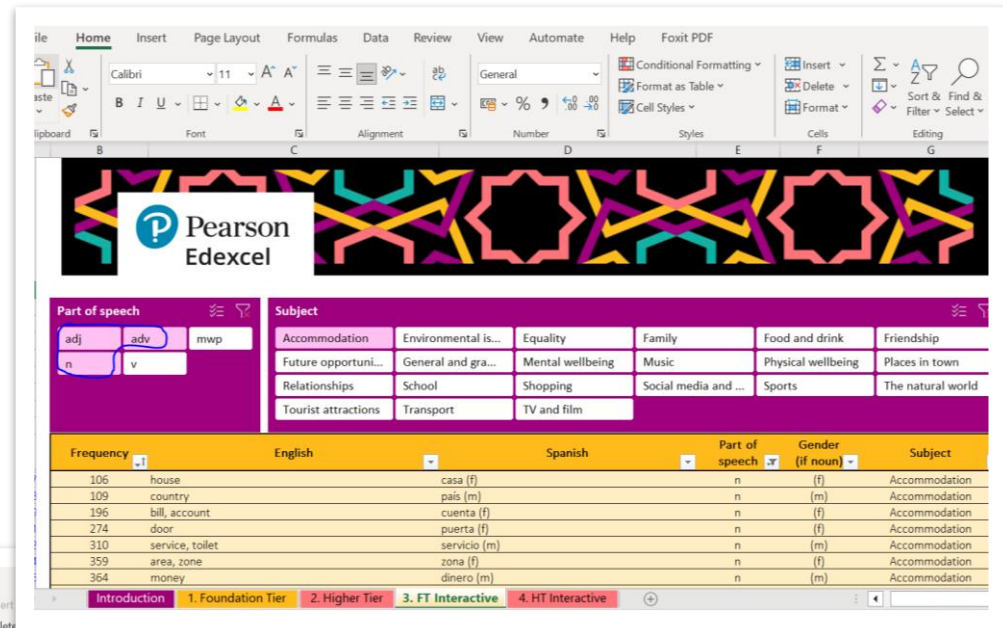 ile Home Insert Page Layout Formulas Data Review View Automate Help Foxit PDF
Calibri 11 A A ab General Conditional Formatting Insert
Format as Table Delete
aste B I U A % 9 .00 .00 Cell Styles Format Sort & Find &
Filter Select
lipboard Font Alignment Number Styles Cells Editing
B C D E F G
Pearson
Edexcel
Part of speech Subject
adj adv mwp Accommodation Environmental is... Equality Family Food and drink Friendship
n v Future opportuni... General and gra... Mental wellbeing Music Physical wellbeing Places in town
Relationships School Shopping Social media and ... Sports The natural world
Tourist attractions Transport TV and film
Frequency English Spanish Part of speech Gender (if noun) Subject
106 house casa (f) n (f) Accommodation
109 country país (m) n (m) Accommodation
196 bill, account cuenta (f) n (f) Accommodation
274 door puerta (f) n (f) Accommodation
310 service, toilet servicio (m) n (m) Accommodation
359 area, zone zona (f) n (f) Accommodation
364 money dinero (m) n (m) Accommodation
Introduction 1. Foundation Tier 2. Higher Tier 3. FT Interactive 4. HT Interactive